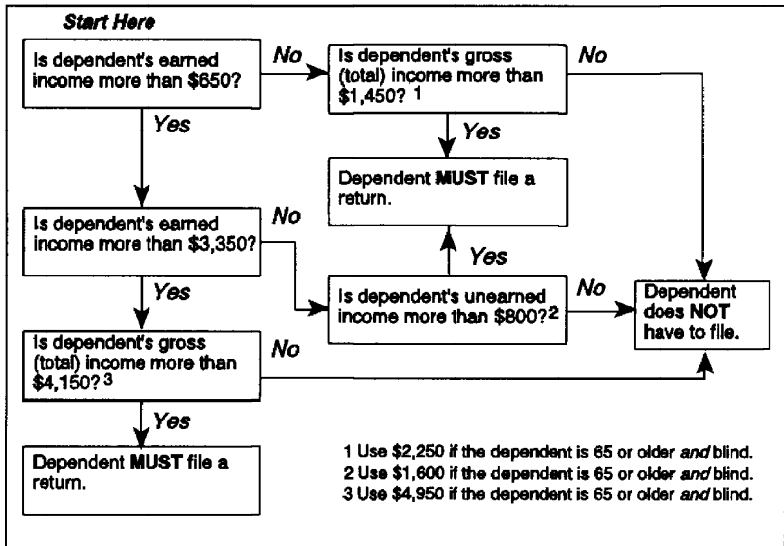 Start Here
Is dependent's earned
income more than $650?
No
Is dependent's gross
(total) income more than
$1,450? 1
No
Yes
Yes
Dependent MUST file a
return.
Is dependent's earned
income more than $3,350?
No
Yes
Yes
Is dependent's unearned
income more than $800?2
No
Dependent
does NOT
have to file.
Is dependent's gross
(total) income more than
$4,150?3
No
Yes
Dependent MUST file a
return.
1 Use $2,250 if the dependent is 65 or older and blind.
2 Use $1,600 if the dependent is 65 or older and blind.
3 Use $4,950 if the dependent is 65 or older and blind.